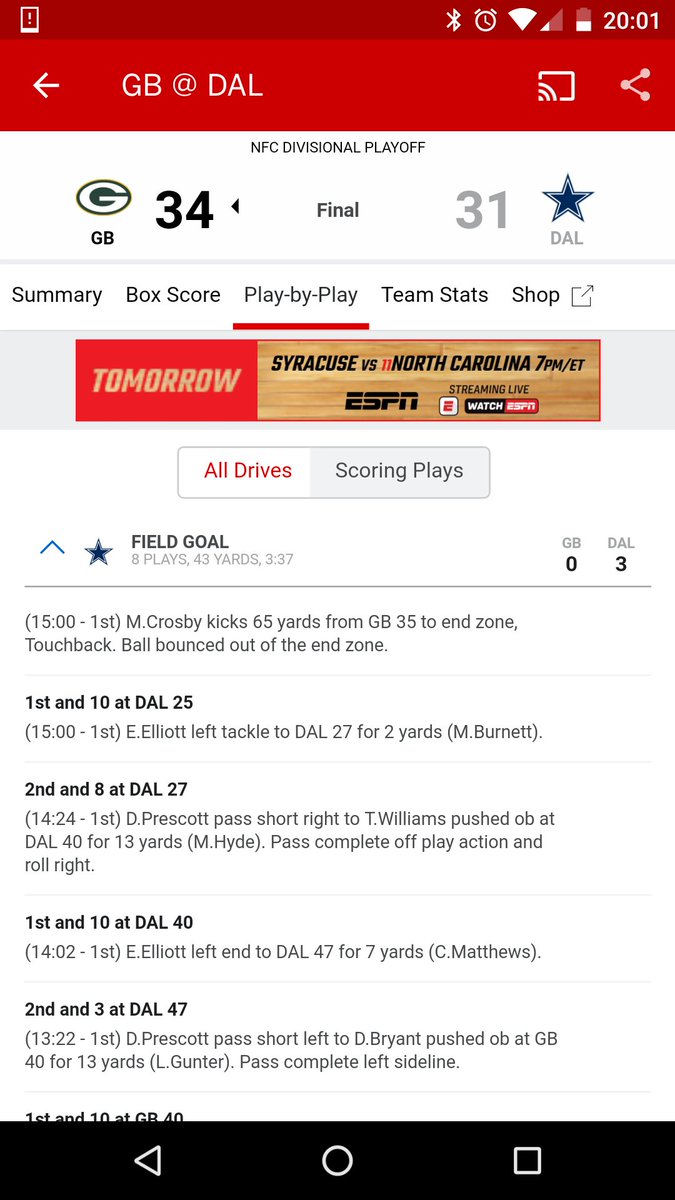 20:01
GB @ DAL
NFC DIVISIONAL PLAYOFF
34 Final 31
GB DAL
Summary Box Score Play-by-Play Team Stats Shop
TOMORROW
SYRACUSE VS 11 NORTH CAROLINA 7PM/ET
STREAMING LIVE
ESPN E WATCH ESPN
All Drives Scoring Plays
FIELD GOAL GB DAL
8 PLAYS, 43 YARDS, 3:37 0 3
(15:00 - 1st) M.Crosby kicks 65 yards from GB 35 to end zone,
Touchback. Ball bounced out of the end zone.
1st and 10 at DAL 25
(15:00 - 1st) E.Elliott left tackle to DAL 27 for 2 yards (M.Burnett).
2nd and 8 at DAL 27
(14:24 - 1st) D.Prescott pass short right to T.Williams pushed ob at
DAL 40 for 13 yards (M.Hyde). Pass complete off play action and
roll right.
1st and 10 at DAL 40
(14:02 - 1st) E.Elliott left end to DAL 47 for 7 yards (C.Matthews).
2nd and 3 at DAL 47
(13:22 - 1st) D.Prescott pass short left to D.Bryant pushed ob at GB
40 for 13 yards (L.Gunter). Pass complete left sideline.
1st and 10 at GB 40